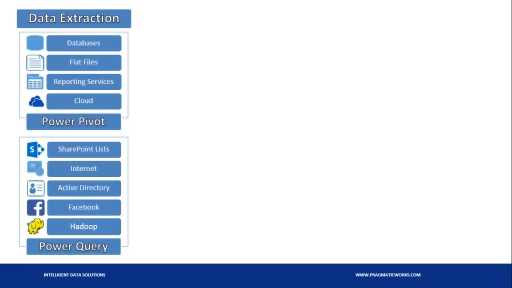 Data Extraction
Databases
Flat Files
Reporting Services
Cloud
Power Pivot
SharePoint Lists
Internet
Active Directory
Facebook
Hadoop
Power Query
INTELLIGENT DATA SOLUTIONS
WWW.PRAGMATICWORKS.COM